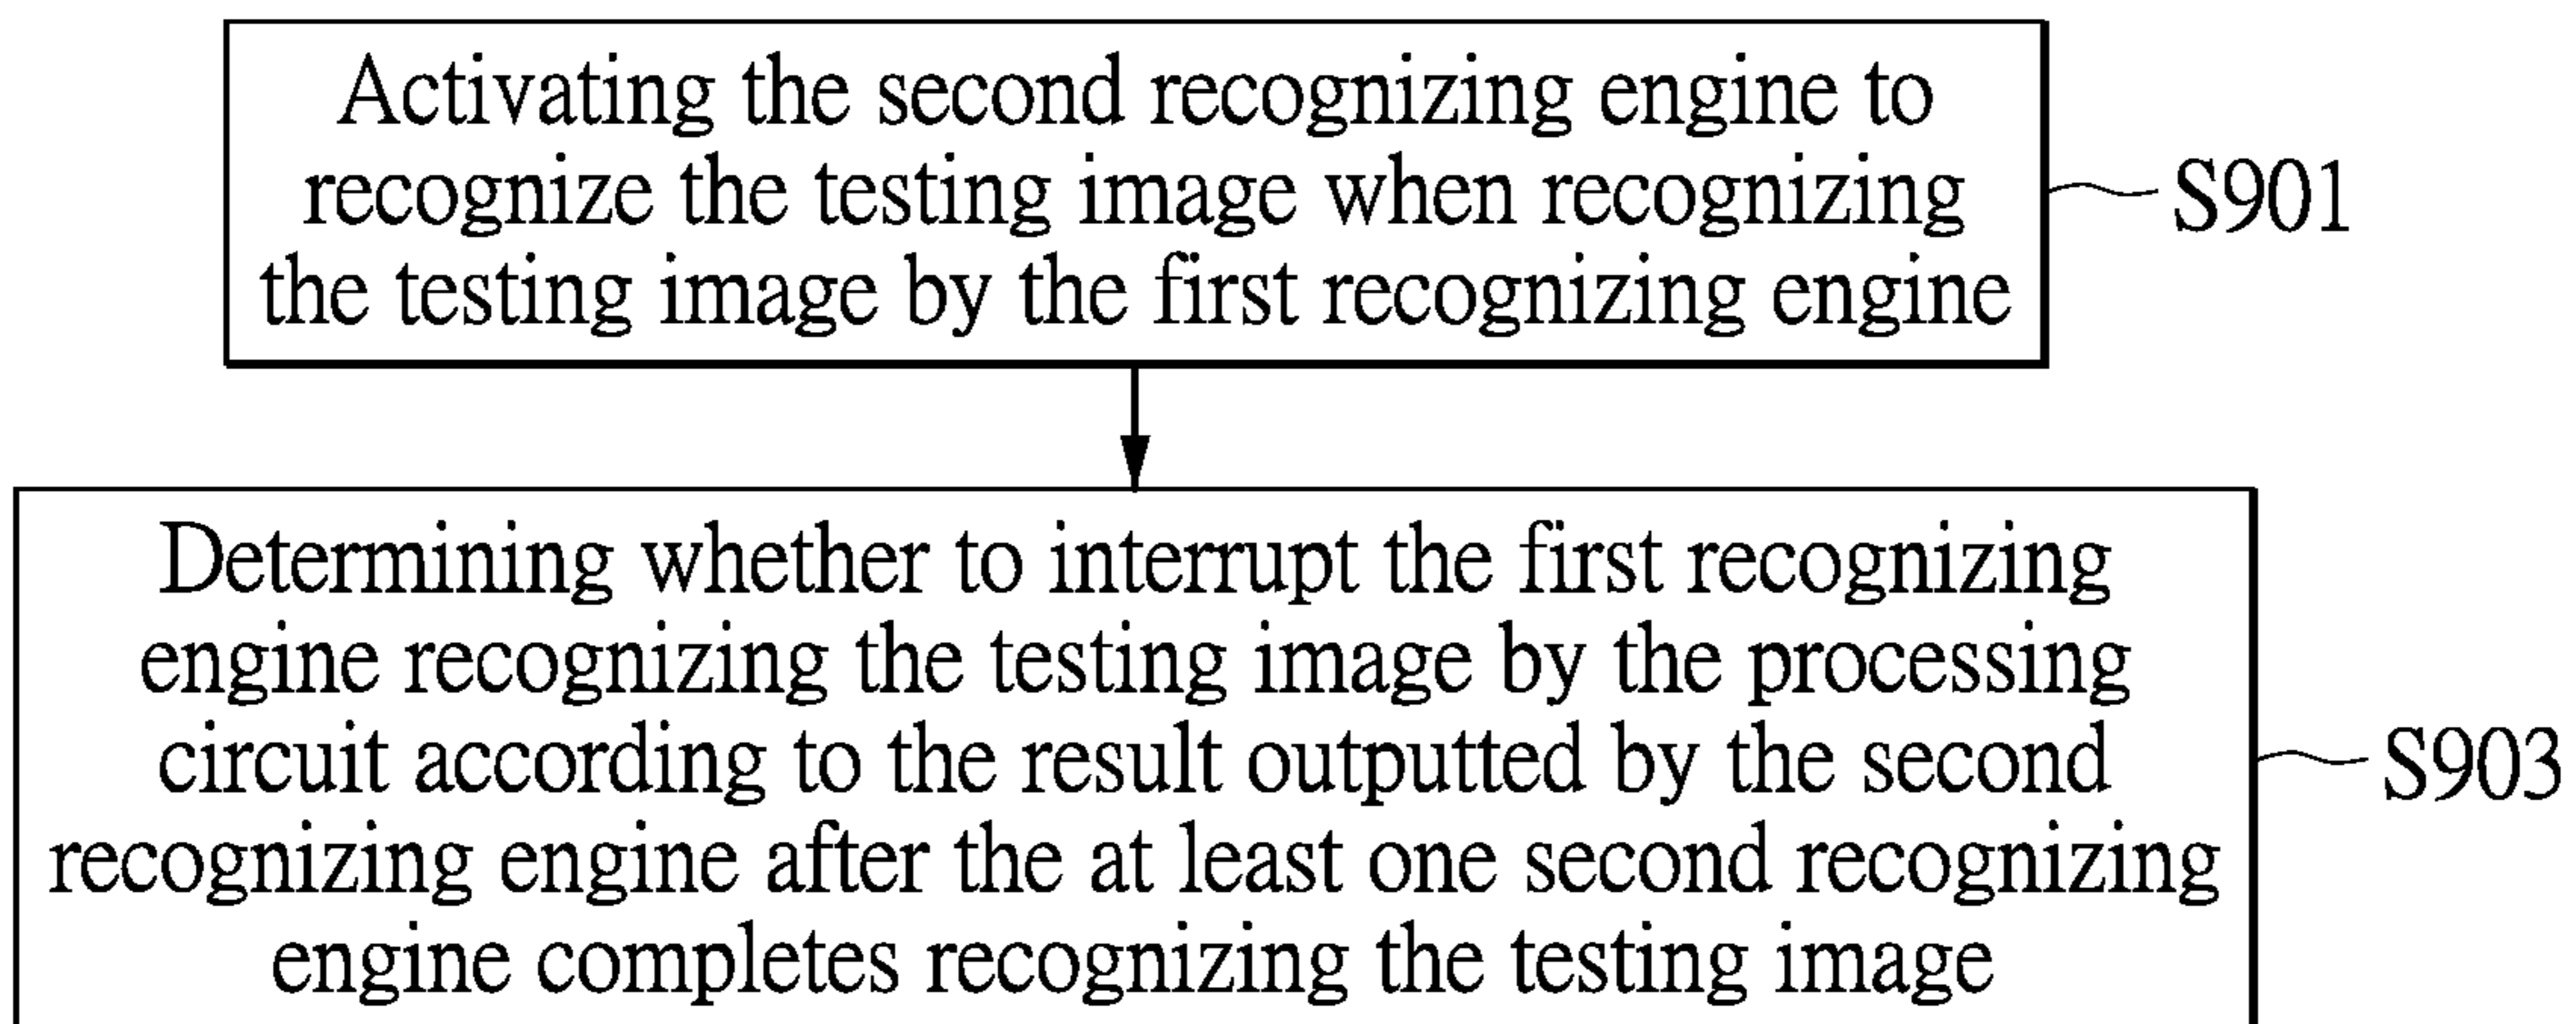 Activating the second recognizing engine to
recognize the testing image when recognizing
the testing image by the first recognizing engine
S901
Determining whether to interrupt the first recognizing
engine recognizing the testing image by the processing
circuit according to the result outputted by the second
recognizing engine after the at least one second recognizing
engine completes recognizing the testing image
S903